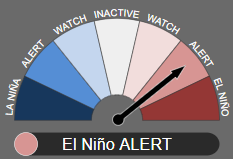 LA NIÑA
ALERT
WATCH
INACTIVE
WATCH
ALERT
EL NIÑO
El Niño ALERT